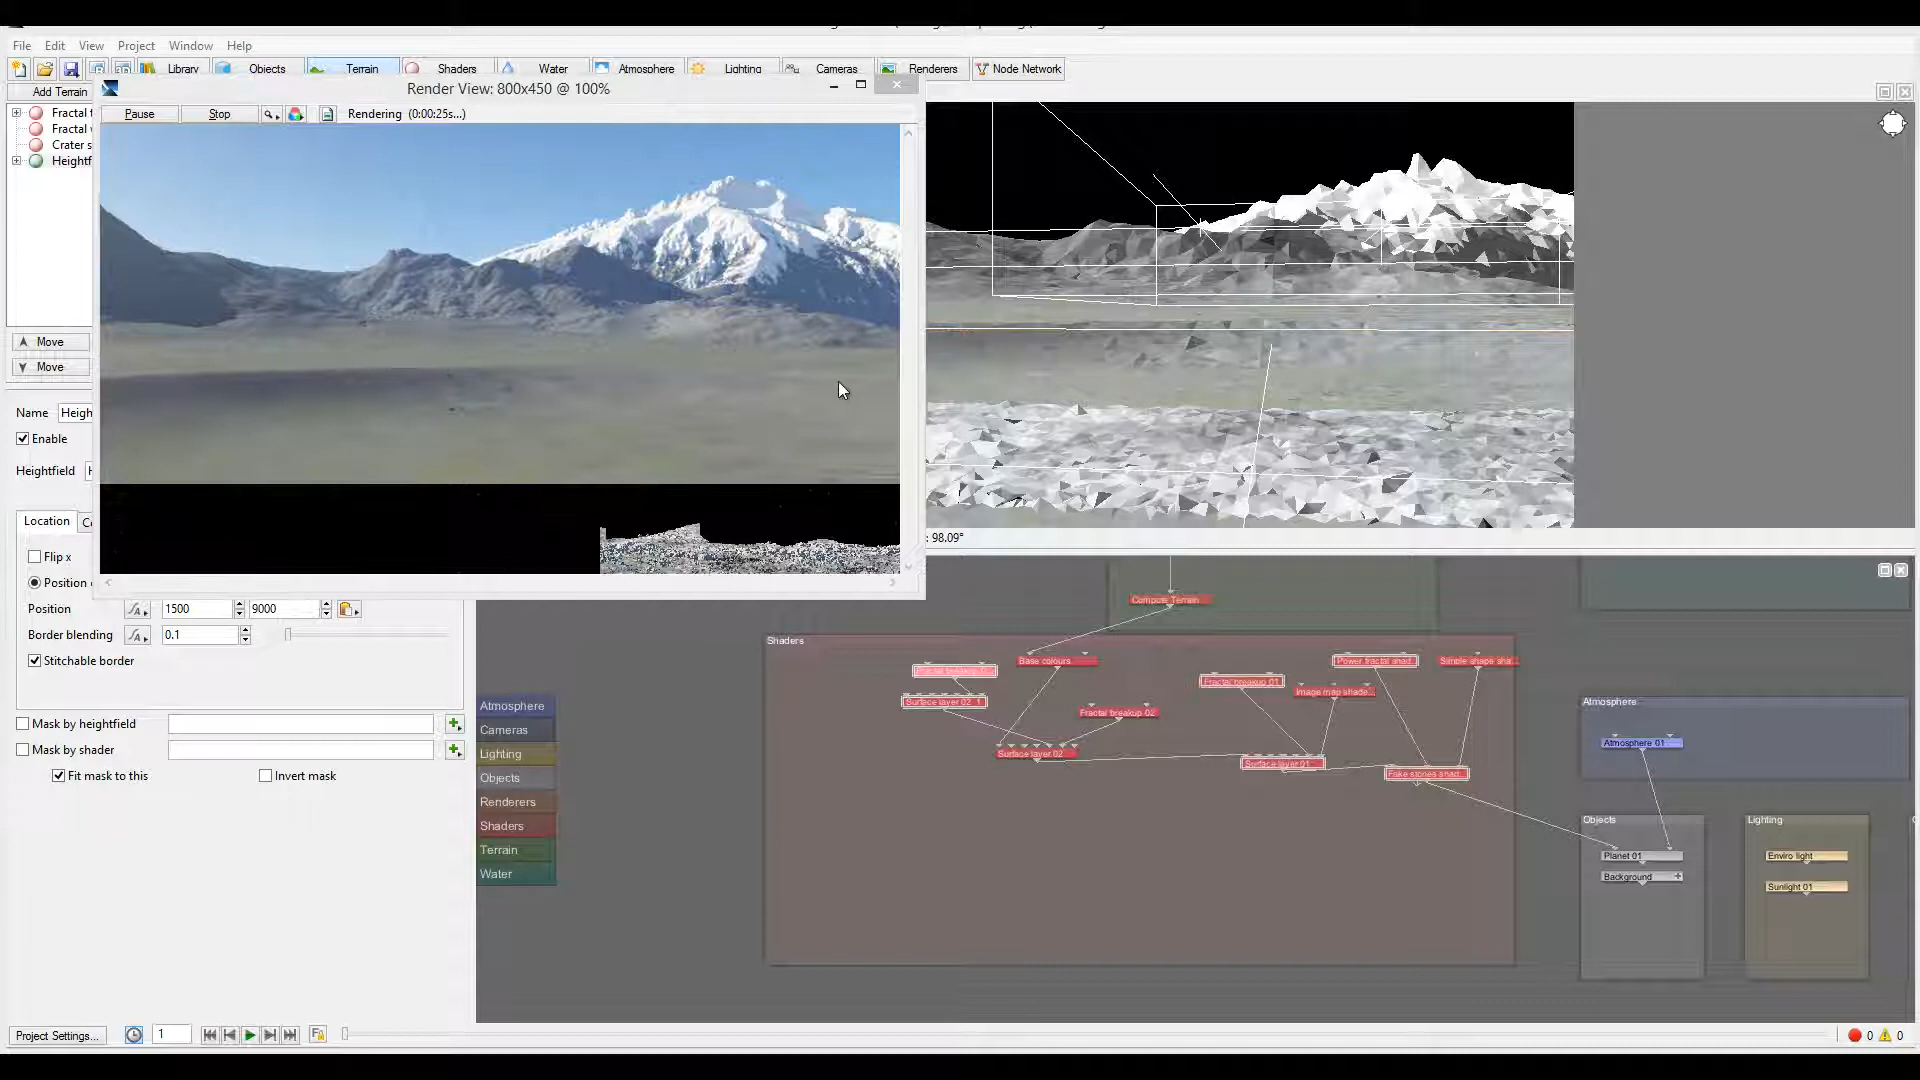 File Edit View Project Window Help
Library Objects Terrain Shaders Water Atmosphere Lighting Cameras Renderers Node Network
Add Terrain
Render View: 800x450 @ 100%
Pause Stop Rendering (0:00:25s...)
Fractal
Fractal
Crater s
Heightf
Move
Move
Name Heigh
Enable
Heightfield
Location
Flip x
Position
Position 1500 9000
Border blending 0.1
Stitchable border
Mask by heightfield
Mask by shader
Fit mask to this Invert mask
: 98.09°
Atmosphere
Cameras
Lighting
Objects
Renderers
Shaders
Terrain
Water
Compute Terrain
Shaders
Fractal breakup 0...
Base colours
Surface layer 02_1
Fractal breakup 02
Surface layer 02
Fractal breakup 01
Image map shade...
Power fractal shad...
Simple shape sha...
Surface layer 01
Fake stones shad...
Atmosphere
Atmosphere 01
Objects
Planet 01
Background
Lighting
Enviro light
Sunlight 01
Project Settings... 1
0 0